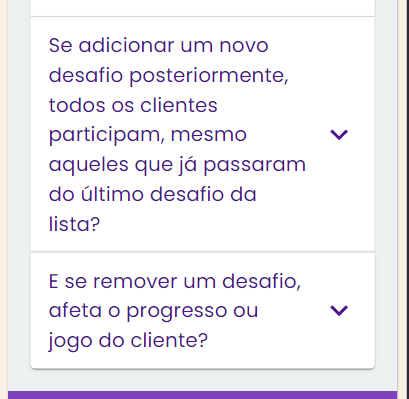 Se adicionar um novo
desafio posteriormente,
todos os clientes
participam, mesmo
aqueles que já passaram
do último desafio da
lista?
E se remover um desafio,
afeta o progresso ou
jogo do cliente?